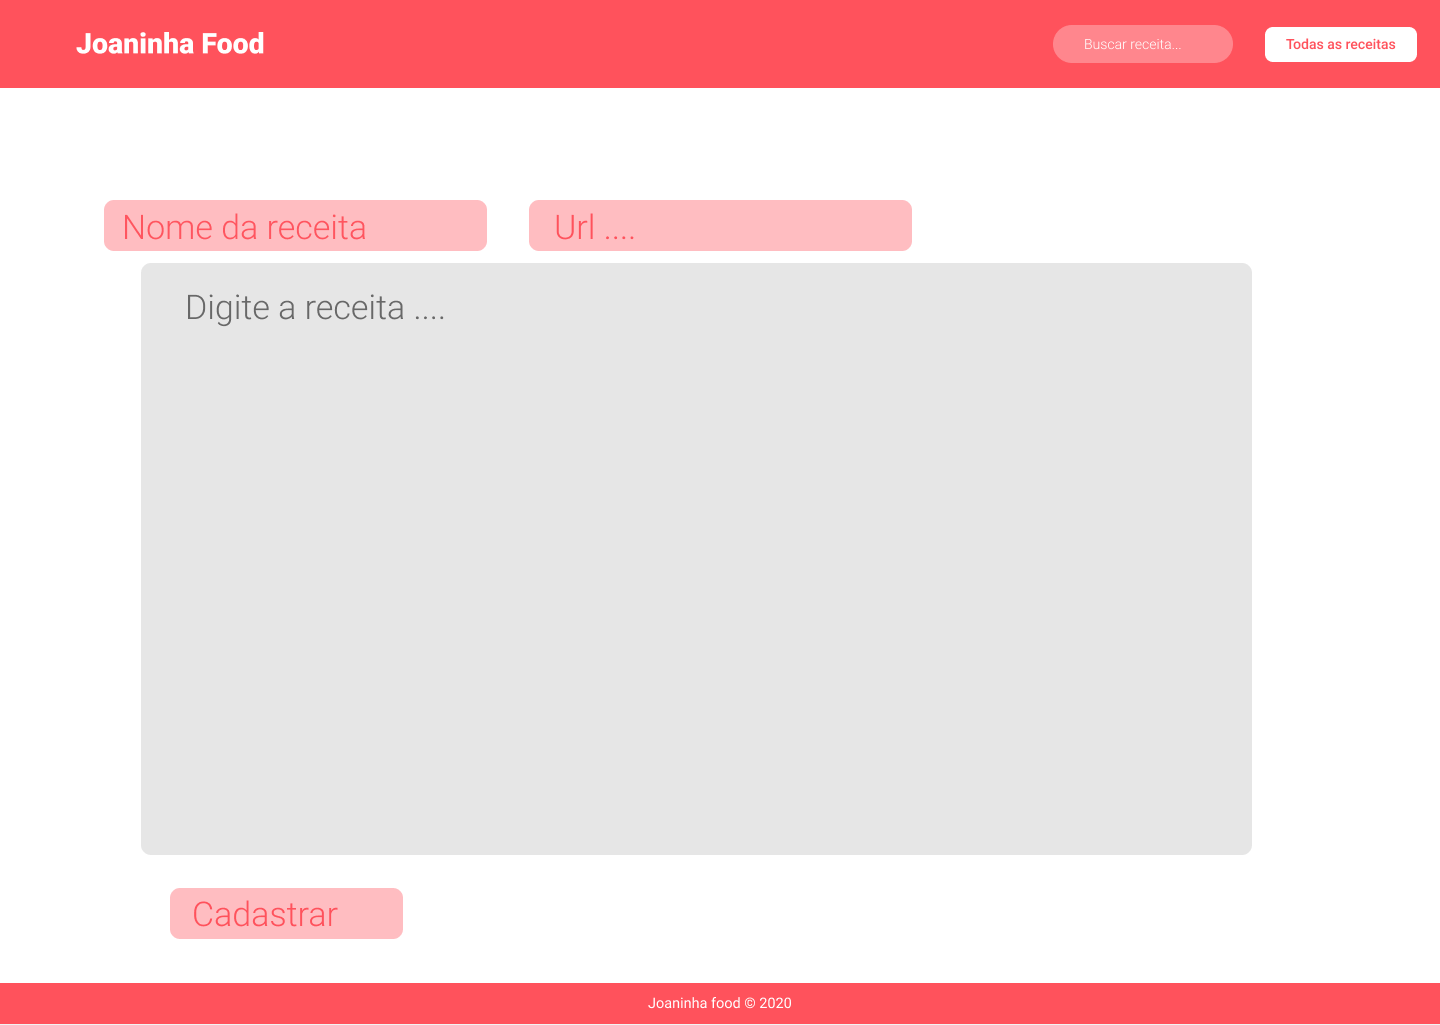 Joaninha Food
Buscar receita...
Todas as receitas
Nome da receita
Url ....
Digite a receita ....
Cadastrar
Joaninha food © 2020